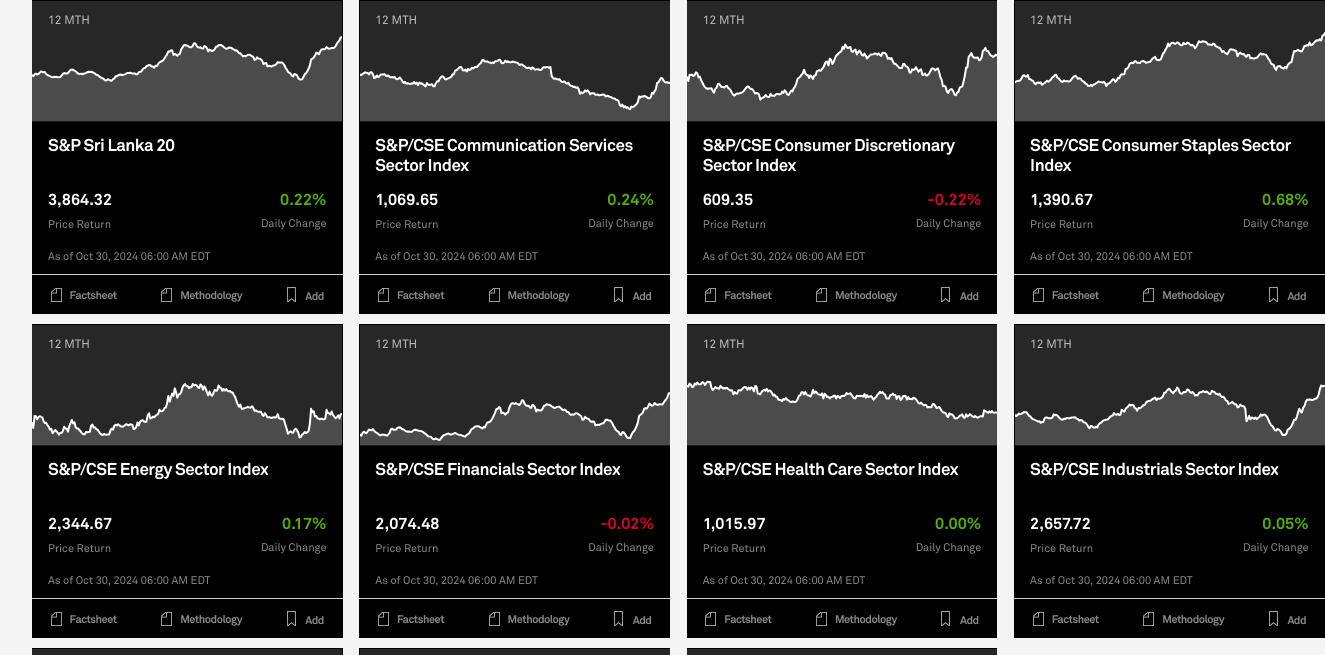 12 MTH
S&P Sri Lanka 20
3,864.32 0.22%
Price Return Daily Change
As of Oct 30, 2024 06:00 AM EDT
Factsheet Methodology Add
12 MTH
S&P/CSE Communication Services
Sector Index
1,069.65 0.24%
Price Return Daily Change
As of Oct 30, 2024 06:00 AM EDT
Factsheet Methodology Add
12 MTH
S&P/CSE Consumer Discretionary
Sector Index
609.35 -0.22%
Price Return Daily Change
As of Oct 30, 2024 06:00 AM EDT
Factsheet Methodology Add
12 MTH
S&P/CSE Consumer Staples Sector
Index
1,390.67 0.68%
Price Return Daily Change
As of Oct 30, 2024 06:00 AM EDT
Factsheet Methodology Add
12 MTH
S&P/CSE Energy Sector Index
2,344.67 0.17%
Price Return Daily Change
As of Oct 30, 2024 06:00 AM EDT
Factsheet Methodology Add
12 MTH
S&P/CSE Financials Sector Index
2,074.48 -0.02%
Price Return Daily Change
As of Oct 30, 2024 06:00 AM EDT
Factsheet Methodology Add
12 MTH
S&P/CSE Health Care Sector Index
1,015.97 0.00%
Price Return Daily Change
As of Oct 30, 2024 06:00 AM EDT
Factsheet Methodology Add
12 MTH
S&P/CSE Industrials Sector Index
2,657.72 0.05%
Price Return Daily Change
As of Oct 30, 2024 06:00 AM EDT
Factsheet Methodology Add